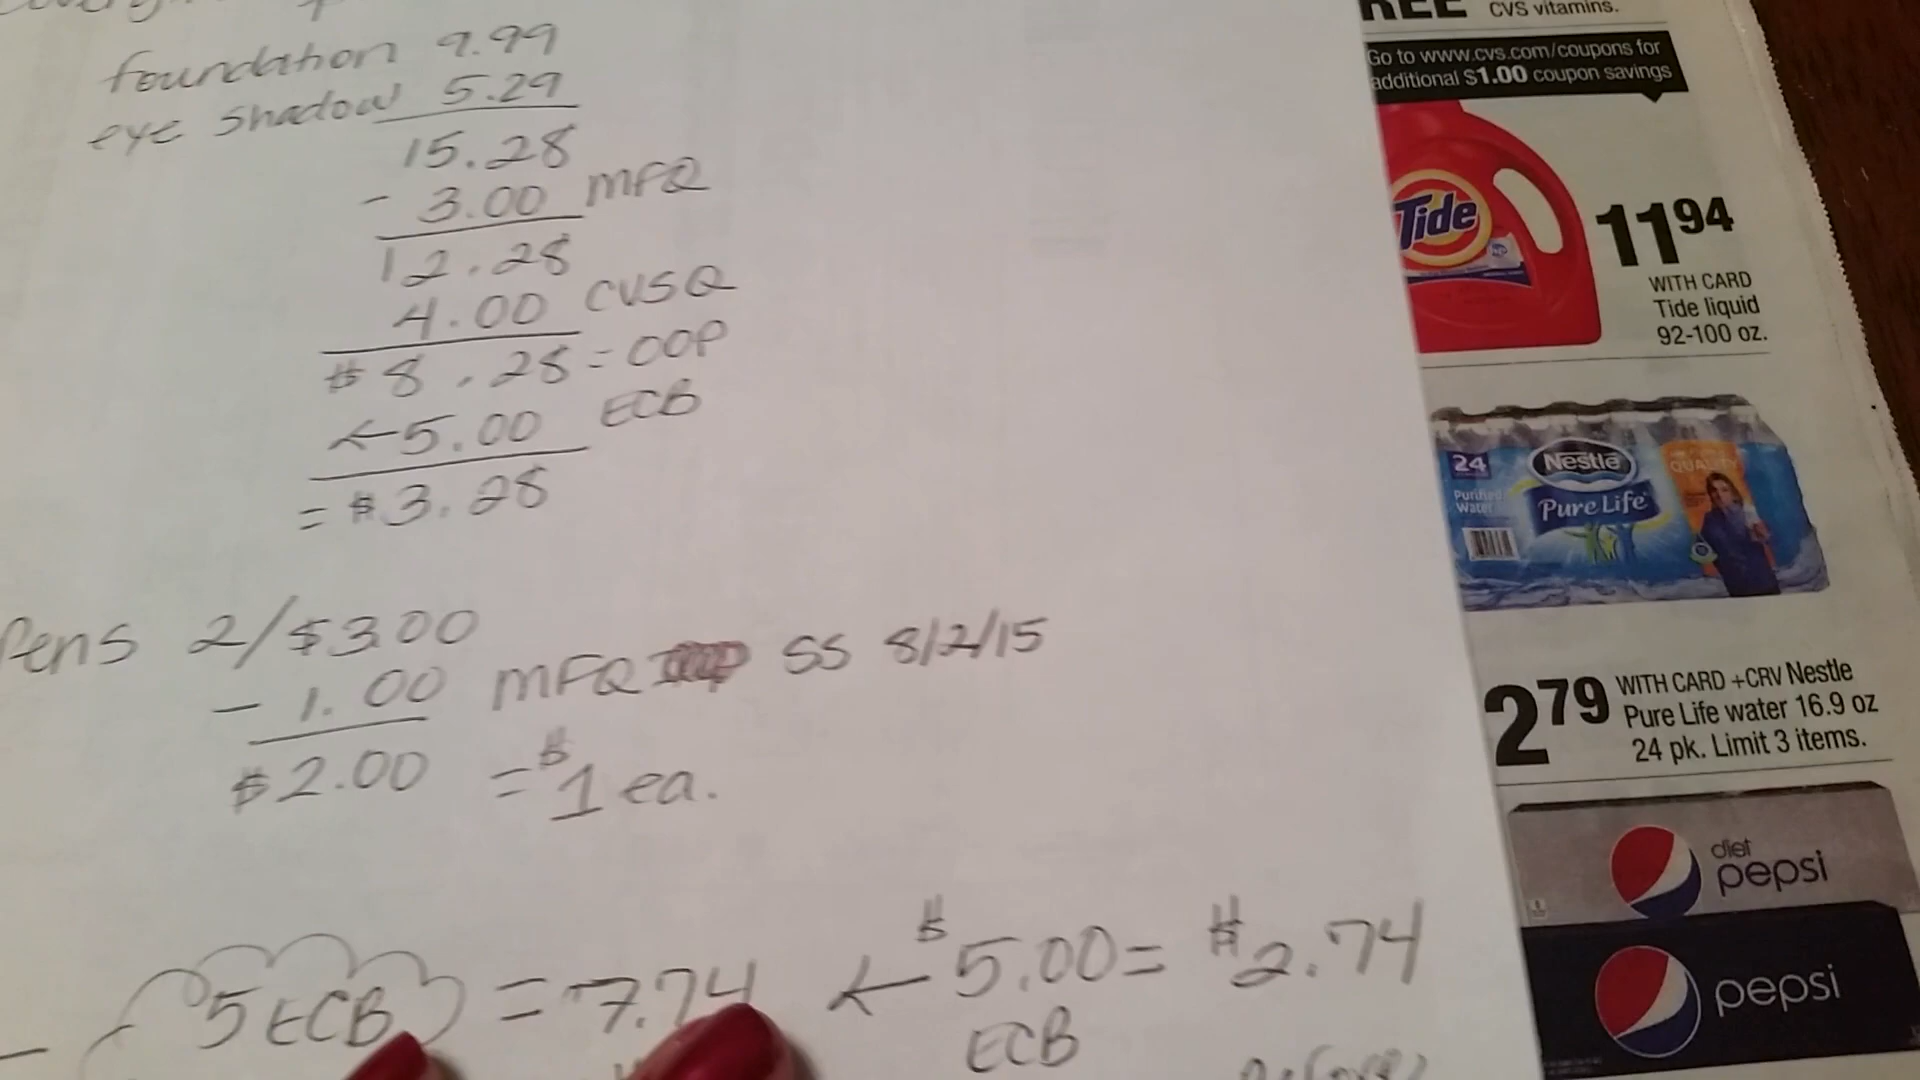 foundation 9.99
eye shadow 5.29
15.28
- 3.00 MFQ
12.28
4.00 CVSQ
$8.28 = OOP
←5.00 ECB
= $3.28
Pens 2/$3.00
- 1.00 MFQ SS 8/2/15
$2.00 = $1 ea.
5 ECB = 7.74 ← $5.00 = $2.74
ECB
CVS vitamins.
Go to www.cvs.com/coupons for
additional $1.00 coupon savings
Tide
11 94
WITH CARD
Tide liquid
92-100 oz.
24
Purified
Water
Nestle
Pure Life
QUALITY
2 79
WITH CARD +CRV Nestle
Pure Life water 16.9 oz
24 pk. Limit 3 items.
diet
pepsi
pepsi